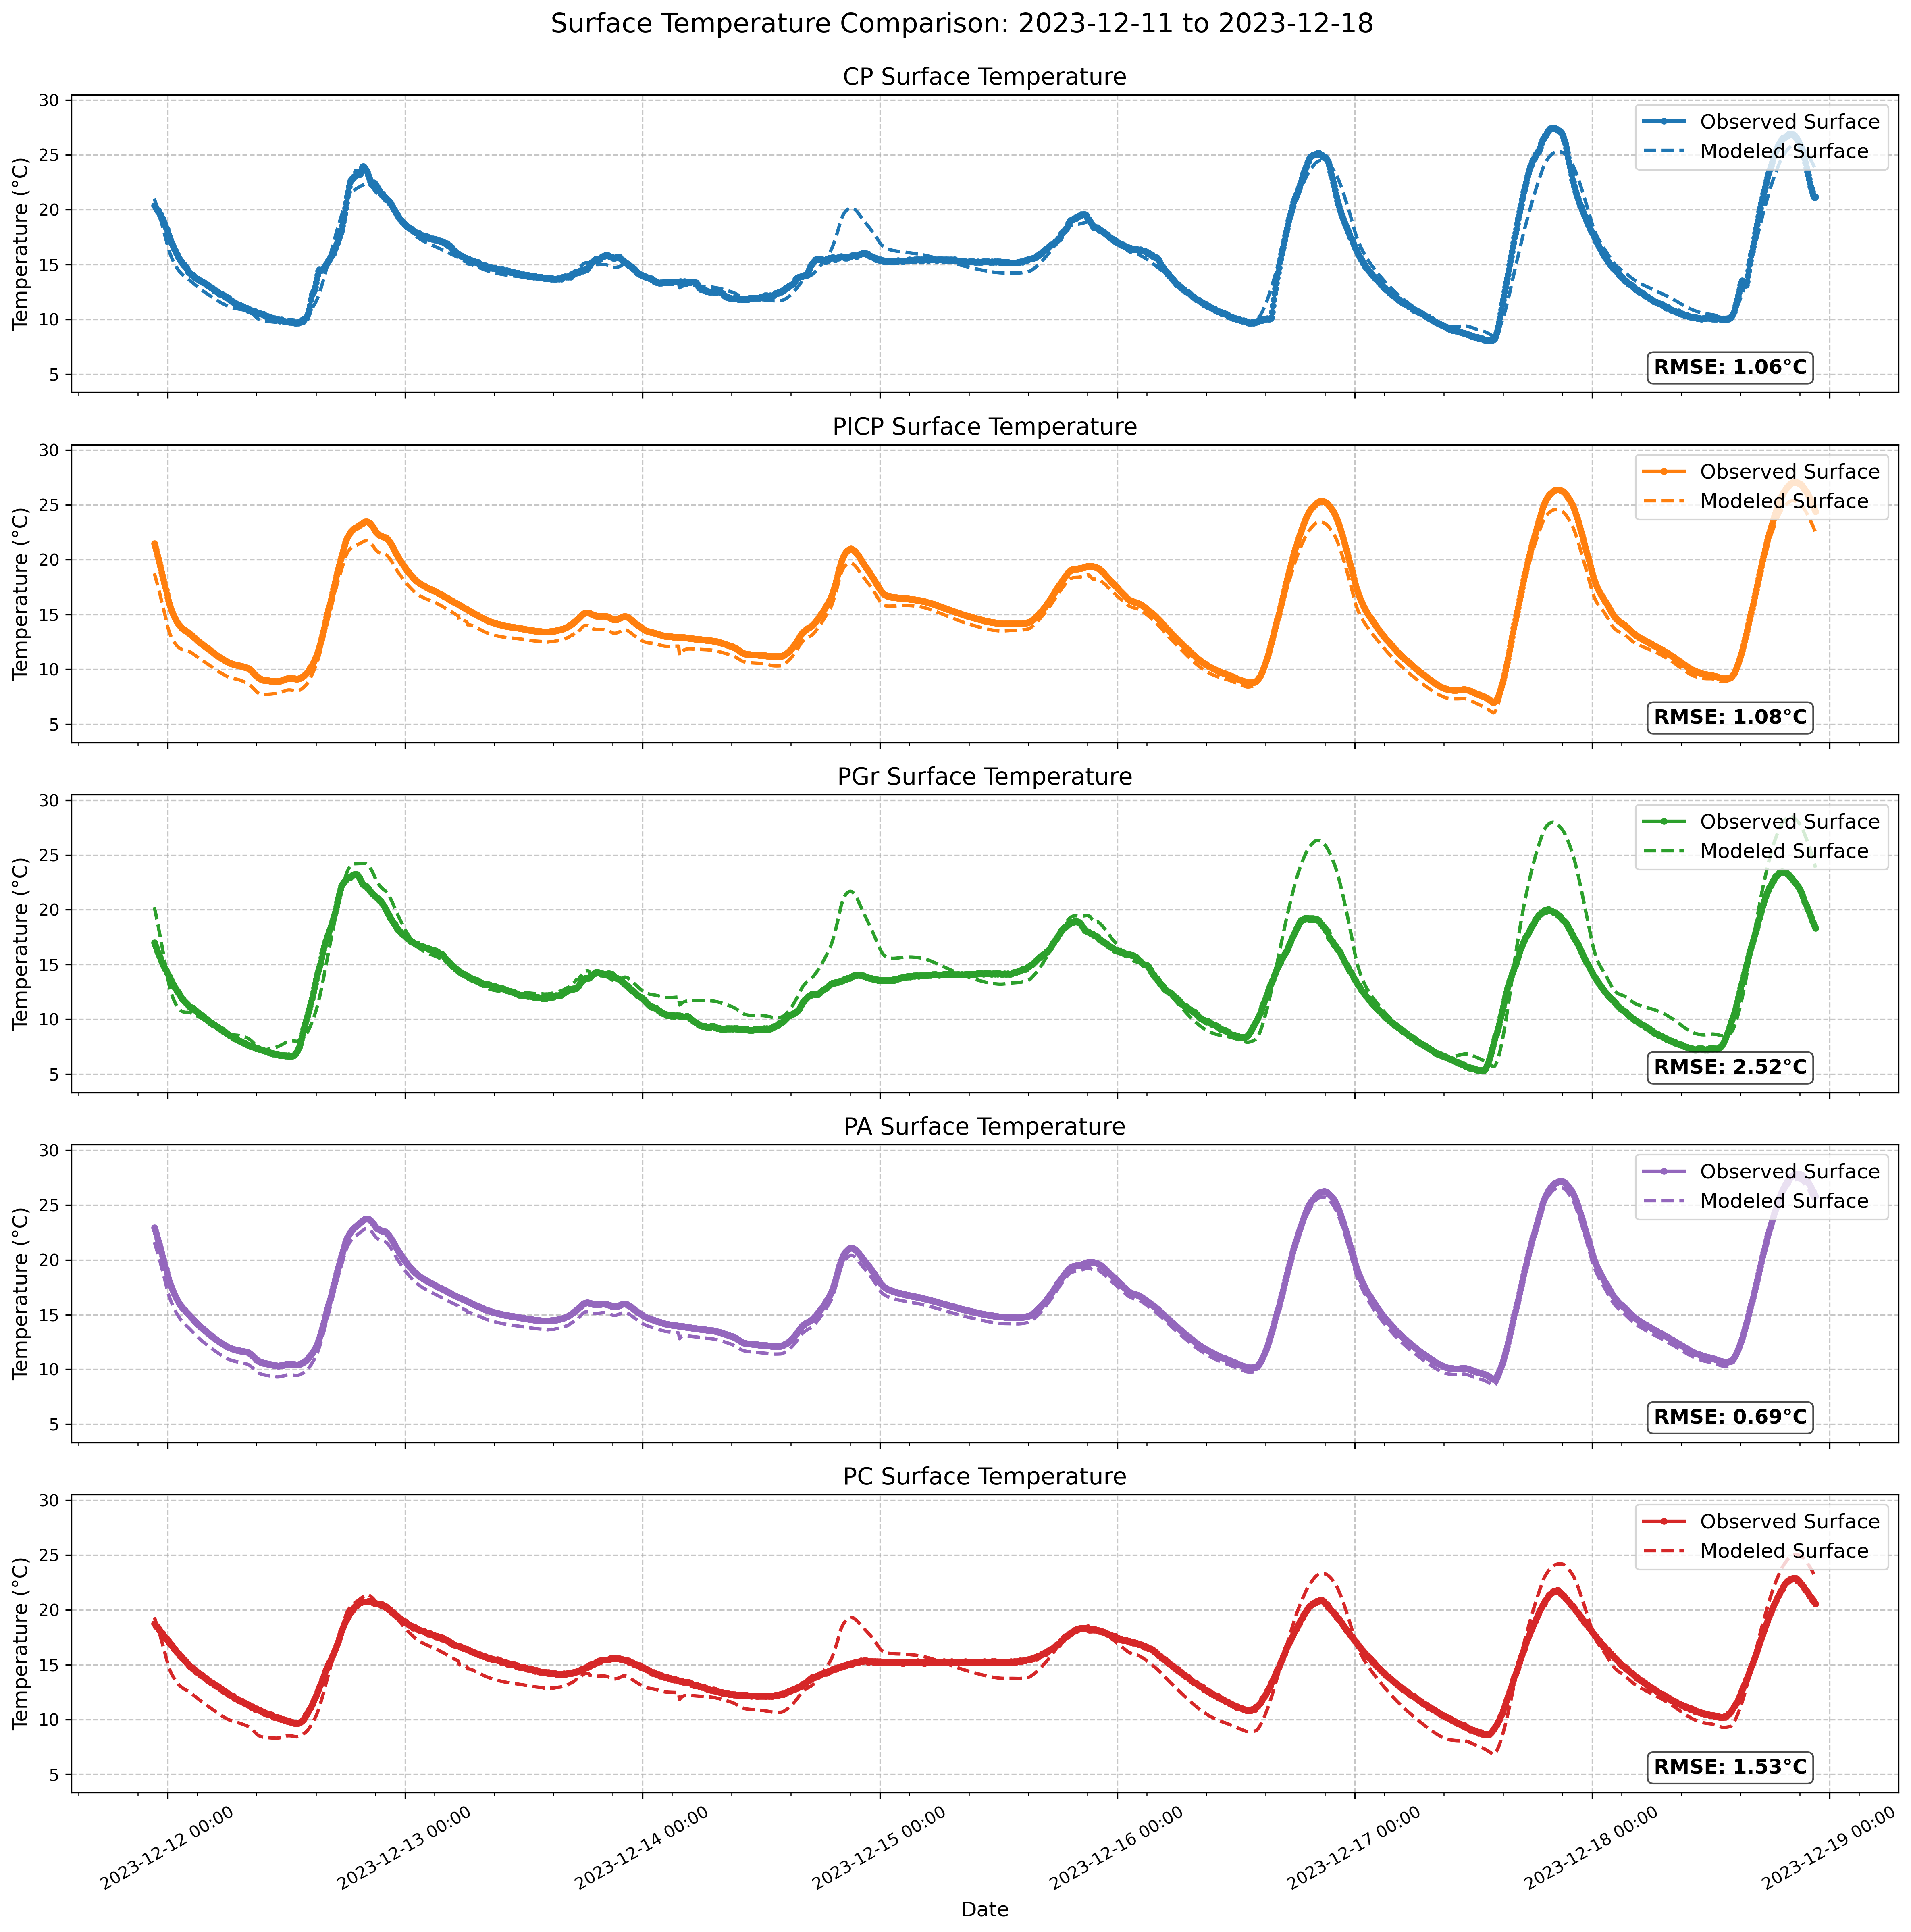 Surface Temperature Comparison: 2023-12-11 to 2023-12-18
CP Surface Temperature
30
25
20
15
10
5
Temperature (°C)
Observed Surface
Modeled Surface
RMSE: 1.06°C
PICP Surface Temperature
30
25
20
15
10
5
Temperature (°C)
Observed Surface
Modeled Surface
RMSE: 1.08°C
PGr Surface Temperature
30
25
20
15
10
5
Temperature (°C)
Observed Surface
Modeled Surface
RMSE: 2.52°C
PA Surface Temperature
30
25
20
15
10
5
Temperature (°C)
Observed Surface
Modeled Surface
RMSE: 0.69°C
PC Surface Temperature
30
25
20
15
10
5
Temperature (°C)
Observed Surface
Modeled Surface
RMSE: 1.53°C
2023-12-12 00:00
2023-12-13 00:00
2023-12-14 00:00
2023-12-15 00:00
2023-12-16 00:00
2023-12-17 00:00
2023-12-18 00:00
2023-12-19 00:00
Date